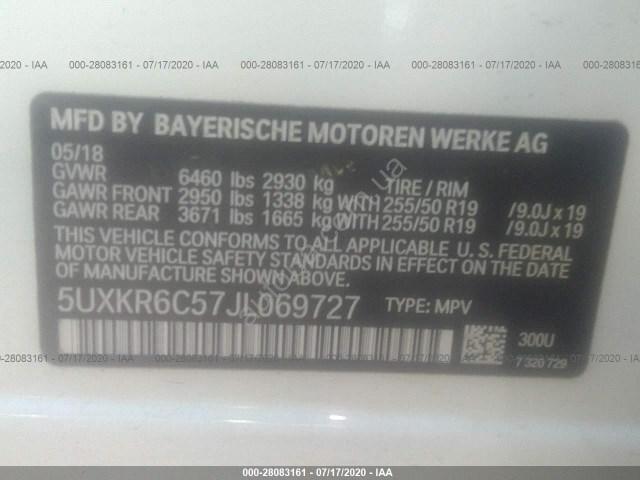 2020 - IAA 000-28083161 - 07/17/2020 - IAA 000-28083161 - 07/17/2020 - IAA 000-28083161 - 07/17/
MFD BY BAYERISCHE MOTOREN WERKE AG
05/18
GVWR 6460 lbs 2930 kg TIRE / RIM
GAWR FRONT 2950 lbs 1338 kg WITH 255/50 R19 /9.0J x 19
GAWR REAR 3671 lbs 1665 kg WITH 255/50 R19 /9.0J x 19
THIS VEHICLE CONFORMS TO ALL APPLICABLE U. S. FEDERAL
MOTOR VEHICLE SAFETY STANDARDS IN EFFECT ON THE
DATE OF MANUFACTURE SHOWN ABOVE.
5UXKR6C57JL069727 TYPE: MPV
300U
7 320 729
2020 - IAA 000-28083161 - 07/17/2020 - IAA 000-28083161 - 07/17/2020 - IAA 000-28083161 - 07/17/
000-28083161 - 07/17/2020 - IAA